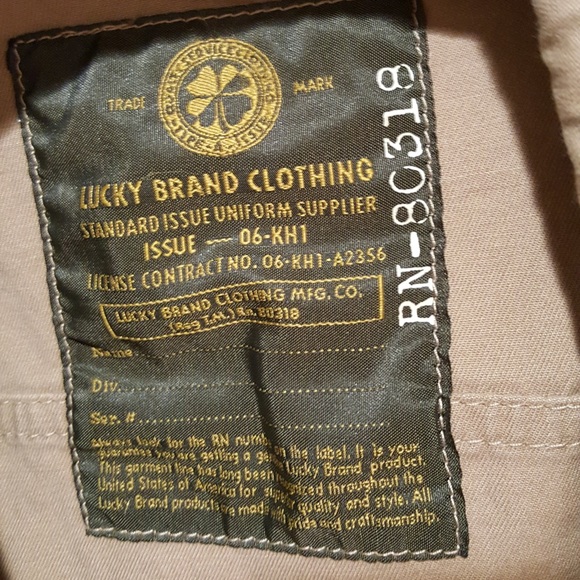 TRADE MARK
LUCKY BRAND CLOTHING
STANDARD ISSUE UNIFORM SUPPLIER
ISSUE — 06-KH1
LICENSE CONTRACT NO. 06-KH1-A2356
LUCKY BRAND CLOTHING MFG. CO.
(Reg T.M.) Rn. 80318
Name
Div.
Ser. #
Always look for the RN number on the label. It is your
guarantee you are getting a Lucky Brand product.
This garment line has long been throughout the
United States of America for quality and style. All
Lucky Brand products are made with pride and craftsmanship.
RN-80318